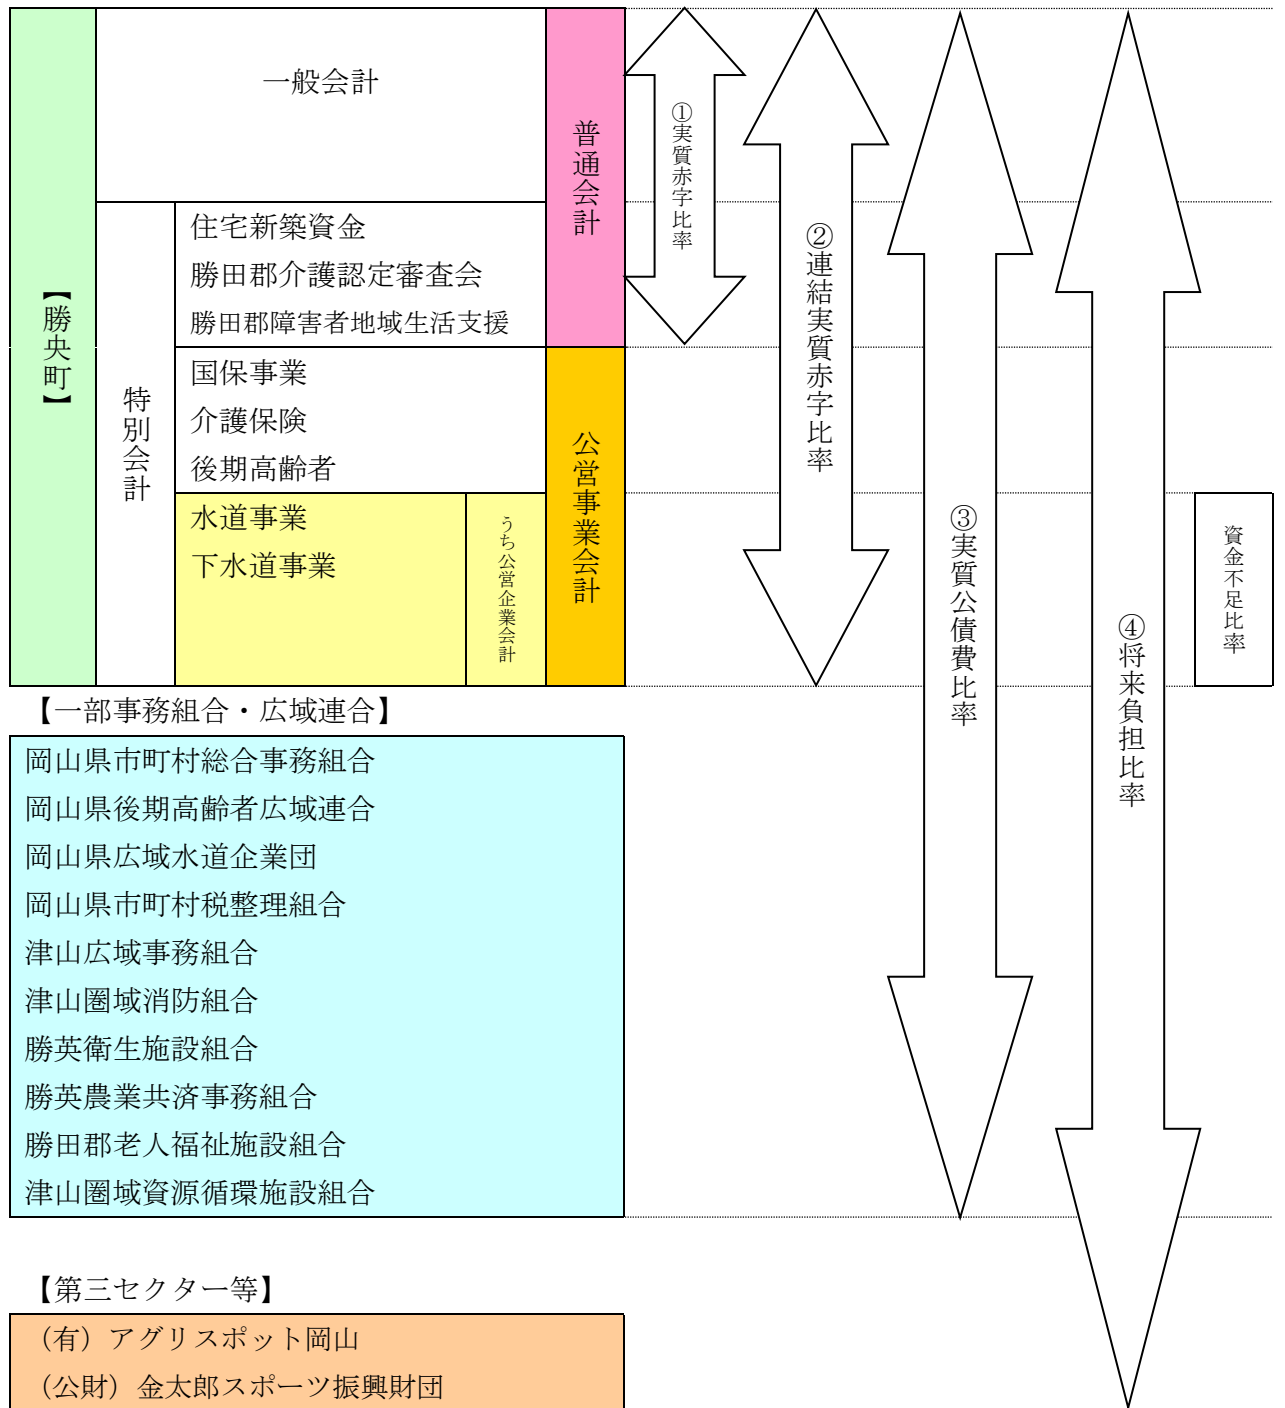 【勝央町】
一般会計
特別会計
住宅新築資金
勝田郡介護認定審査会
勝田郡障害者地域生活支援
国保事業
介護保険
後期高齢者
水道事業
下水道事業
うち公営企業会計
普通会計
公営事業会計
①実質赤字比率
②連結実質赤字比率
③実質公債費比率
④将来負担比率
資金不足比率
【一部事務組合・広域連合】
岡山県市町村総合事務組合
岡山県後期高齢者広域連合
岡山県広域水道企業団
岡山県市町村税整理組合
津山広域事務組合
津山圏域消防組合
勝英衛生施設組合
勝英農業共済事務組合
勝田郡老人福祉施設組合
津山圏域資源循環施設組合
【第三セクター等】
（有）アグリスポット岡山
（公財）金太郎スポーツ振興財団